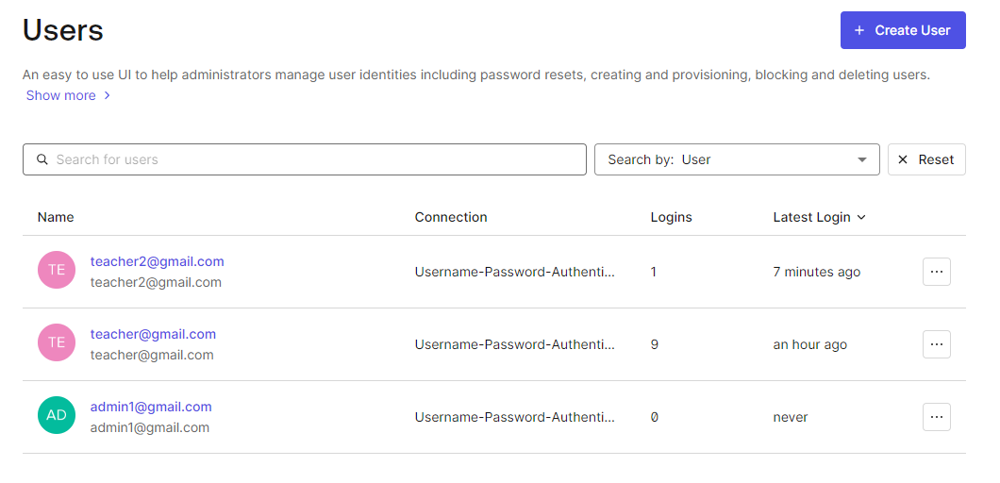 Users
+ Create User
An easy to use UI to help administrators manage user identities including password resets, creating and provisioning, blocking and deleting users.
Show more >
Search for users
Search by: User
× Reset
Name Connection Logins Latest Login
TE teacher2@gmail.com
teacher2@gmail.com
Username-Password-Authenti... 1 7 minutes ago ...
TE teacher@gmail.com
teacher@gmail.com
Username-Password-Authenti... 9 an hour ago ...
AD admin1@gmail.com
admin1@gmail.com
Username-Password-Authenti... 0 never ...